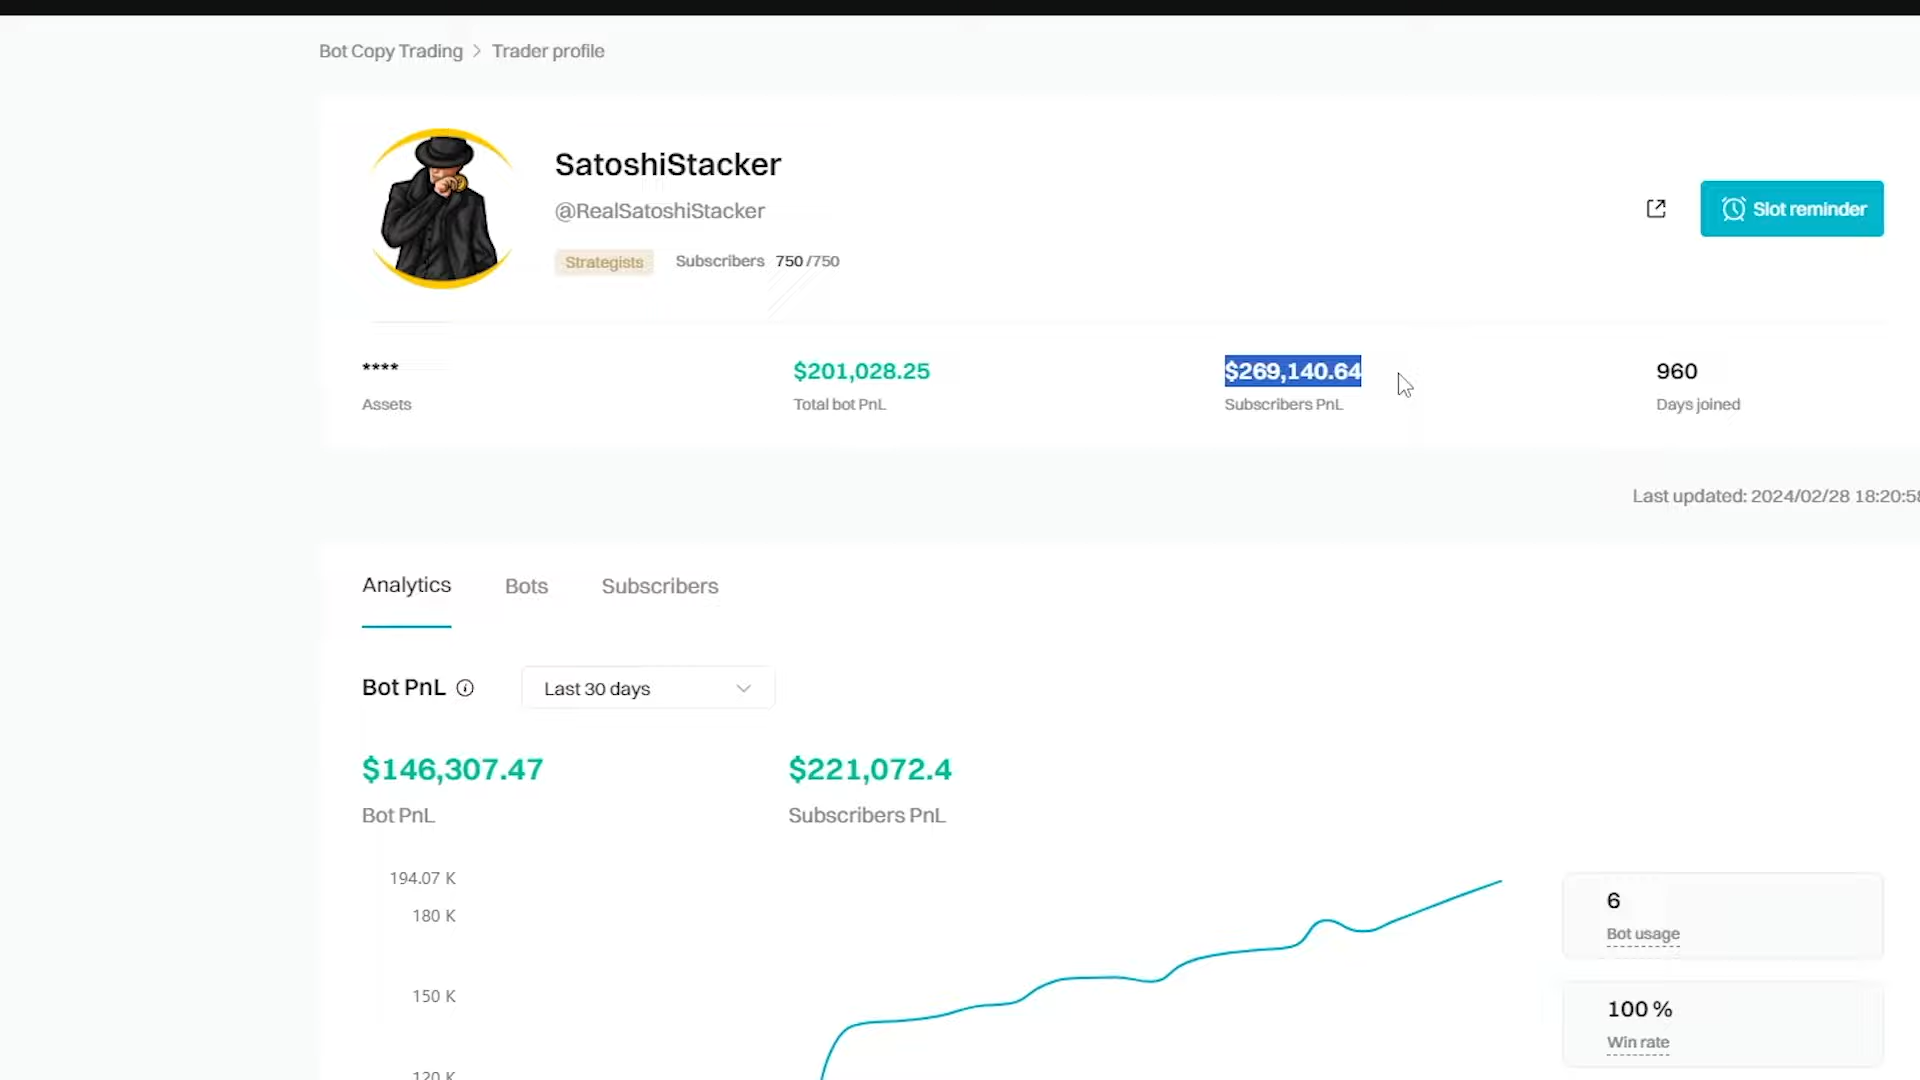 Bot Copy Trading > Trader profile
SatoshiStacker
@RealSatoshiStacker
Slot reminder
Strategists Subscribers 750/750
**** $201,028.25 $269,140.64 960
Assets Total bot PnL Subscribers PnL Days joined
Last updated: 2024/02/28 18:20:58
Analytics Bots Subscribers
Bot PnL Last 30 days
$146,307.47 $221,072.4
Bot PnL Subscribers PnL
194.07 K
180 K
150 K
120 K
6
Bot usage
100 %
Win rate